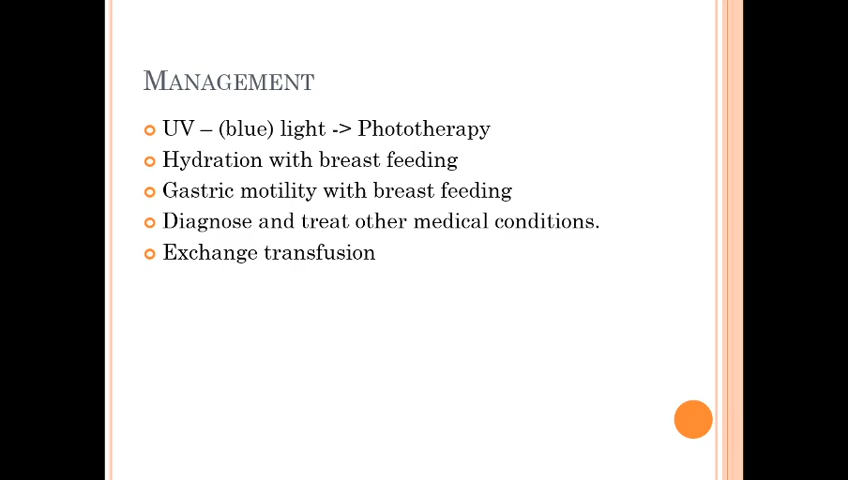 Management
UV – (blue) light -> Phototherapy
Hydration with breast feeding
Gastric motility with breast feeding
Diagnose and treat other medical conditions.
Exchange transfusion